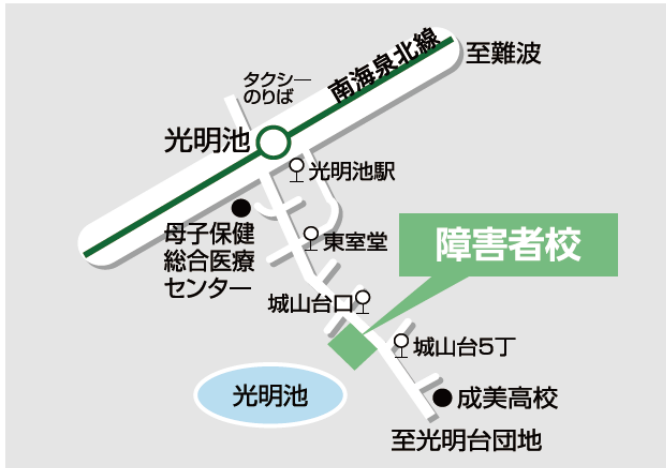 南海泉北線
至難波
タクシー
のりば
光明池
光明池駅
母子保健
総合医療
センター
東室堂
障害者校
城山台口
城山台5丁
光明池
成美高校
至光明台団地